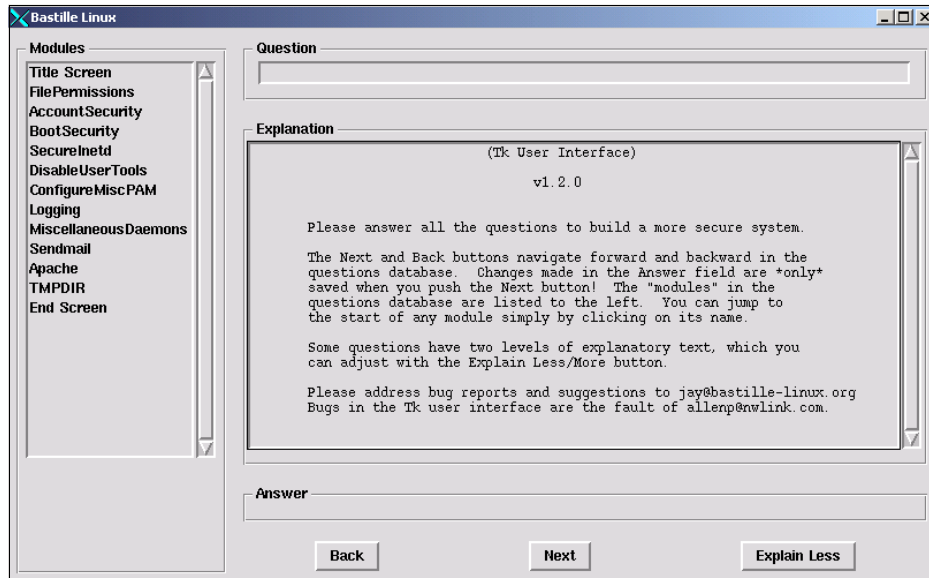 Bastille Linux
Modules
Title Screen
FilePermissions
AccountSecurity
BootSecurity
SecureInetd
DisableUserTools
ConfigureMiscPAM
Logging
MiscellaneousDaemons
Sendmail
Apache
TMPDIR
End Screen
Question
Explanation
(Tk User Interface)
v1.2.0
Please answer all the questions to build a more secure system.
The Next and Back buttons navigate forward and backward in the
questions database.  Changes made in the Answer field are *only*
saved when you push the Next button!  The "modules" in the
questions database are listed to the left.  You can jump to
the start of any module simply by clicking on its name.
Some questions have two levels of explanatory text, which you
can adjust with the Explain Less/More button.
Please address bug reports and suggestions to jay@bastille-linux.org
Bugs in the Tk user interface are the fault of allenp@nwlink.com.
Answer
Back
Next
Explain Less